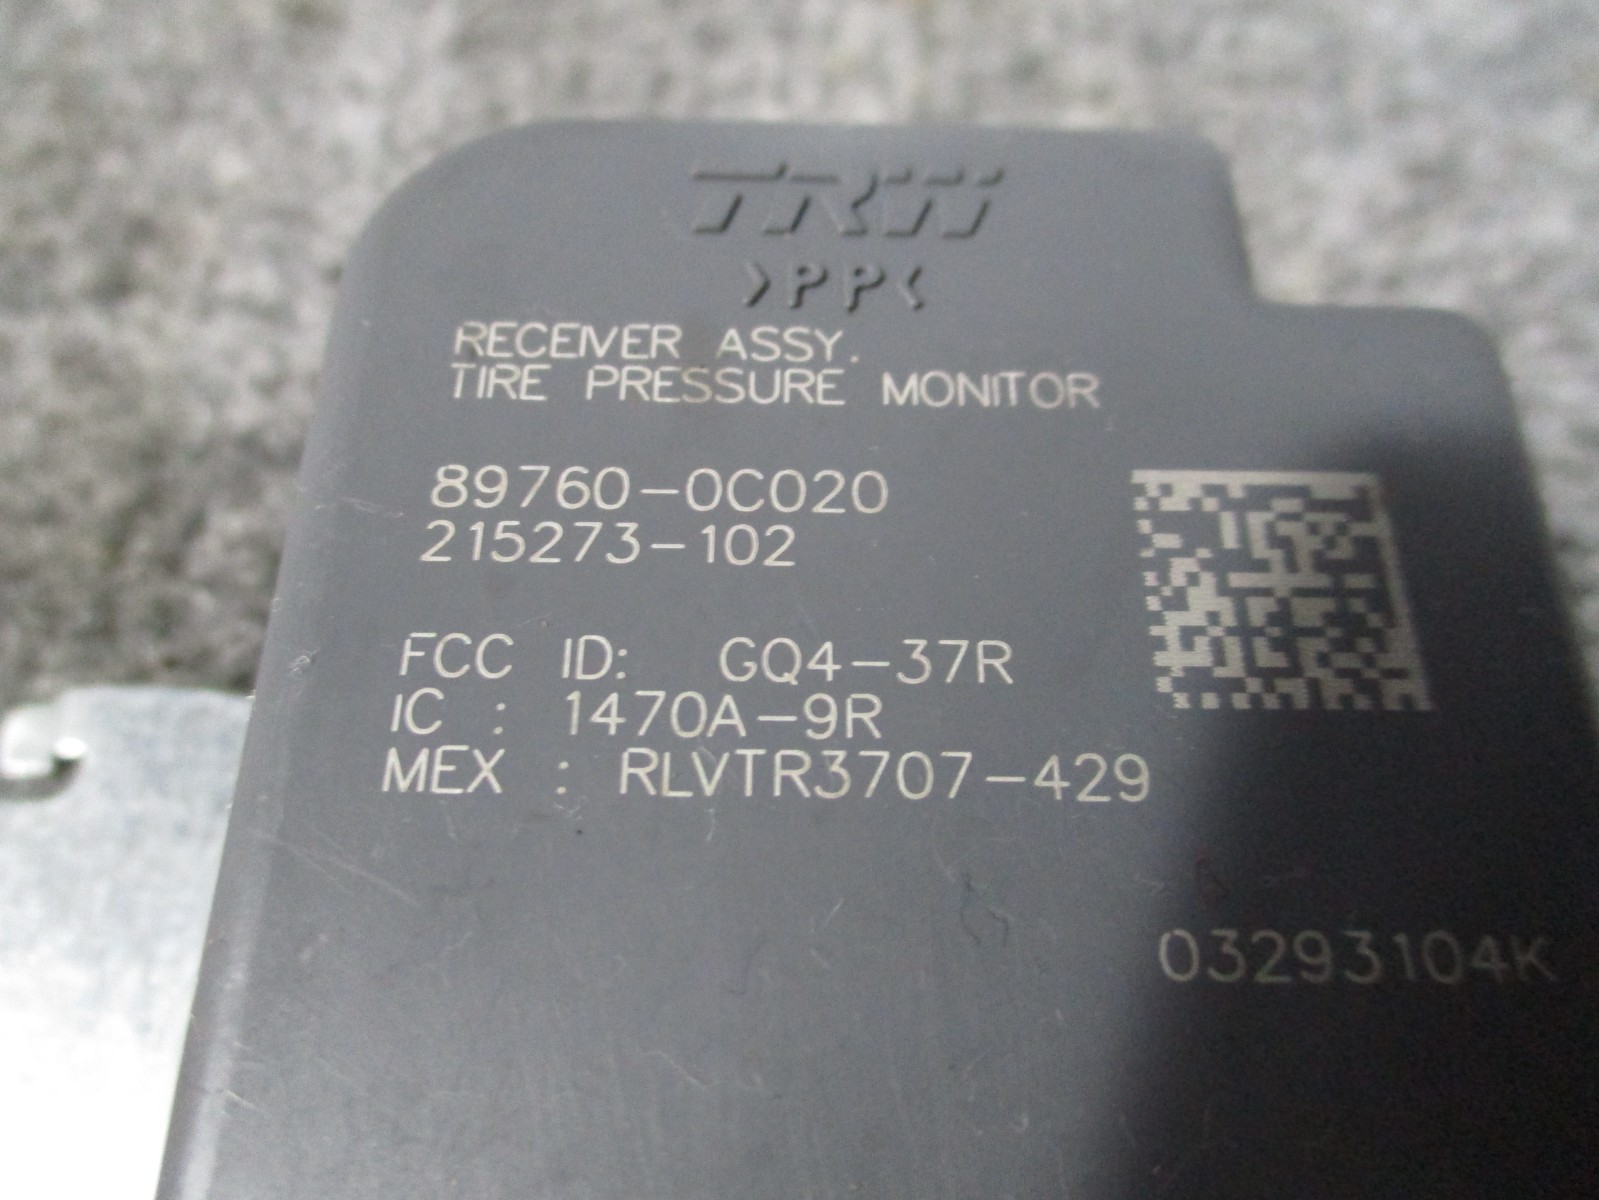 TRW
>PP<
RECEIVER ASSY.
TIRE PRESSURE MONITOR
89760-0C020
215273-102
FCC ID: GQ4-37R
IC : 1470A-9R
MEX : RLVTR3707-429
03293104K